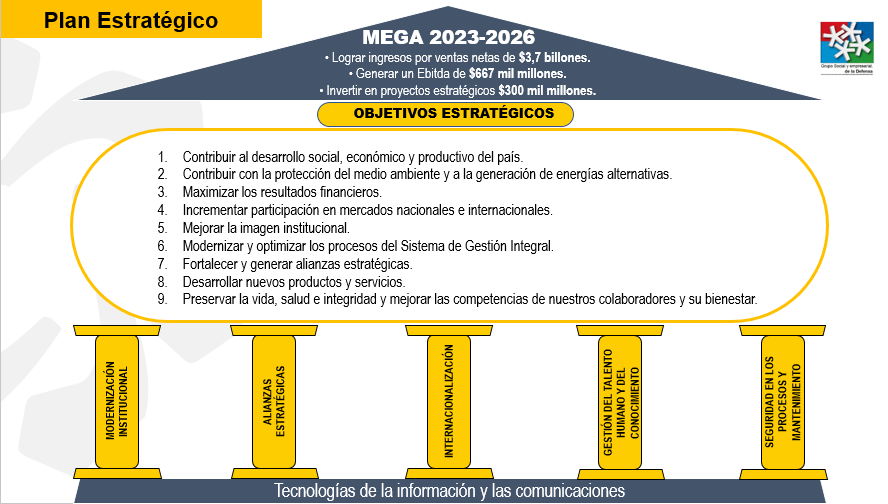 Plan Estratégico
MEGA 2023-2026
• Lograr ingresos por ventas netas de $3,7 billones.
• Generar un Ebitda de $667 mil millones.
• Invertir en proyectos estratégicos $300 mil millones.
Grupo Social y empresarial
de la Defensa
OBJETIVOS ESTRATÉGICOS
1. Contribuir al desarrollo social, económico y productivo del país.
2. Contribuir con la protección del medio ambiente y a la generación de energías alternativas.
3. Maximizar los resultados financieros.
4. Incrementar participación en mercados nacionales e internacionales.
5. Mejorar la imagen institucional.
6. Modernizar y optimizar los procesos del Sistema de Gestión Integral.
7. Fortalecer y generar alianzas estratégicas.
8. Desarrollar nuevos productos y servicios.
9. Preservar la vida, salud e integridad y mejorar las competencias de nuestros colaboradores y su bienestar.
MODERNIZACIÓN
INSTITUCIONAL
ALIANZAS
ESTRATÉGICAS
INTERNACIONALIZACIÓN
GESTIÓN DEL TALENTO
HUMANO Y DEL
CONOCIMIENTO
SEGURIDAD EN LOS
PROCESOS Y
MANTENIMIENTO
Tecnologías de la información y las comunicaciones